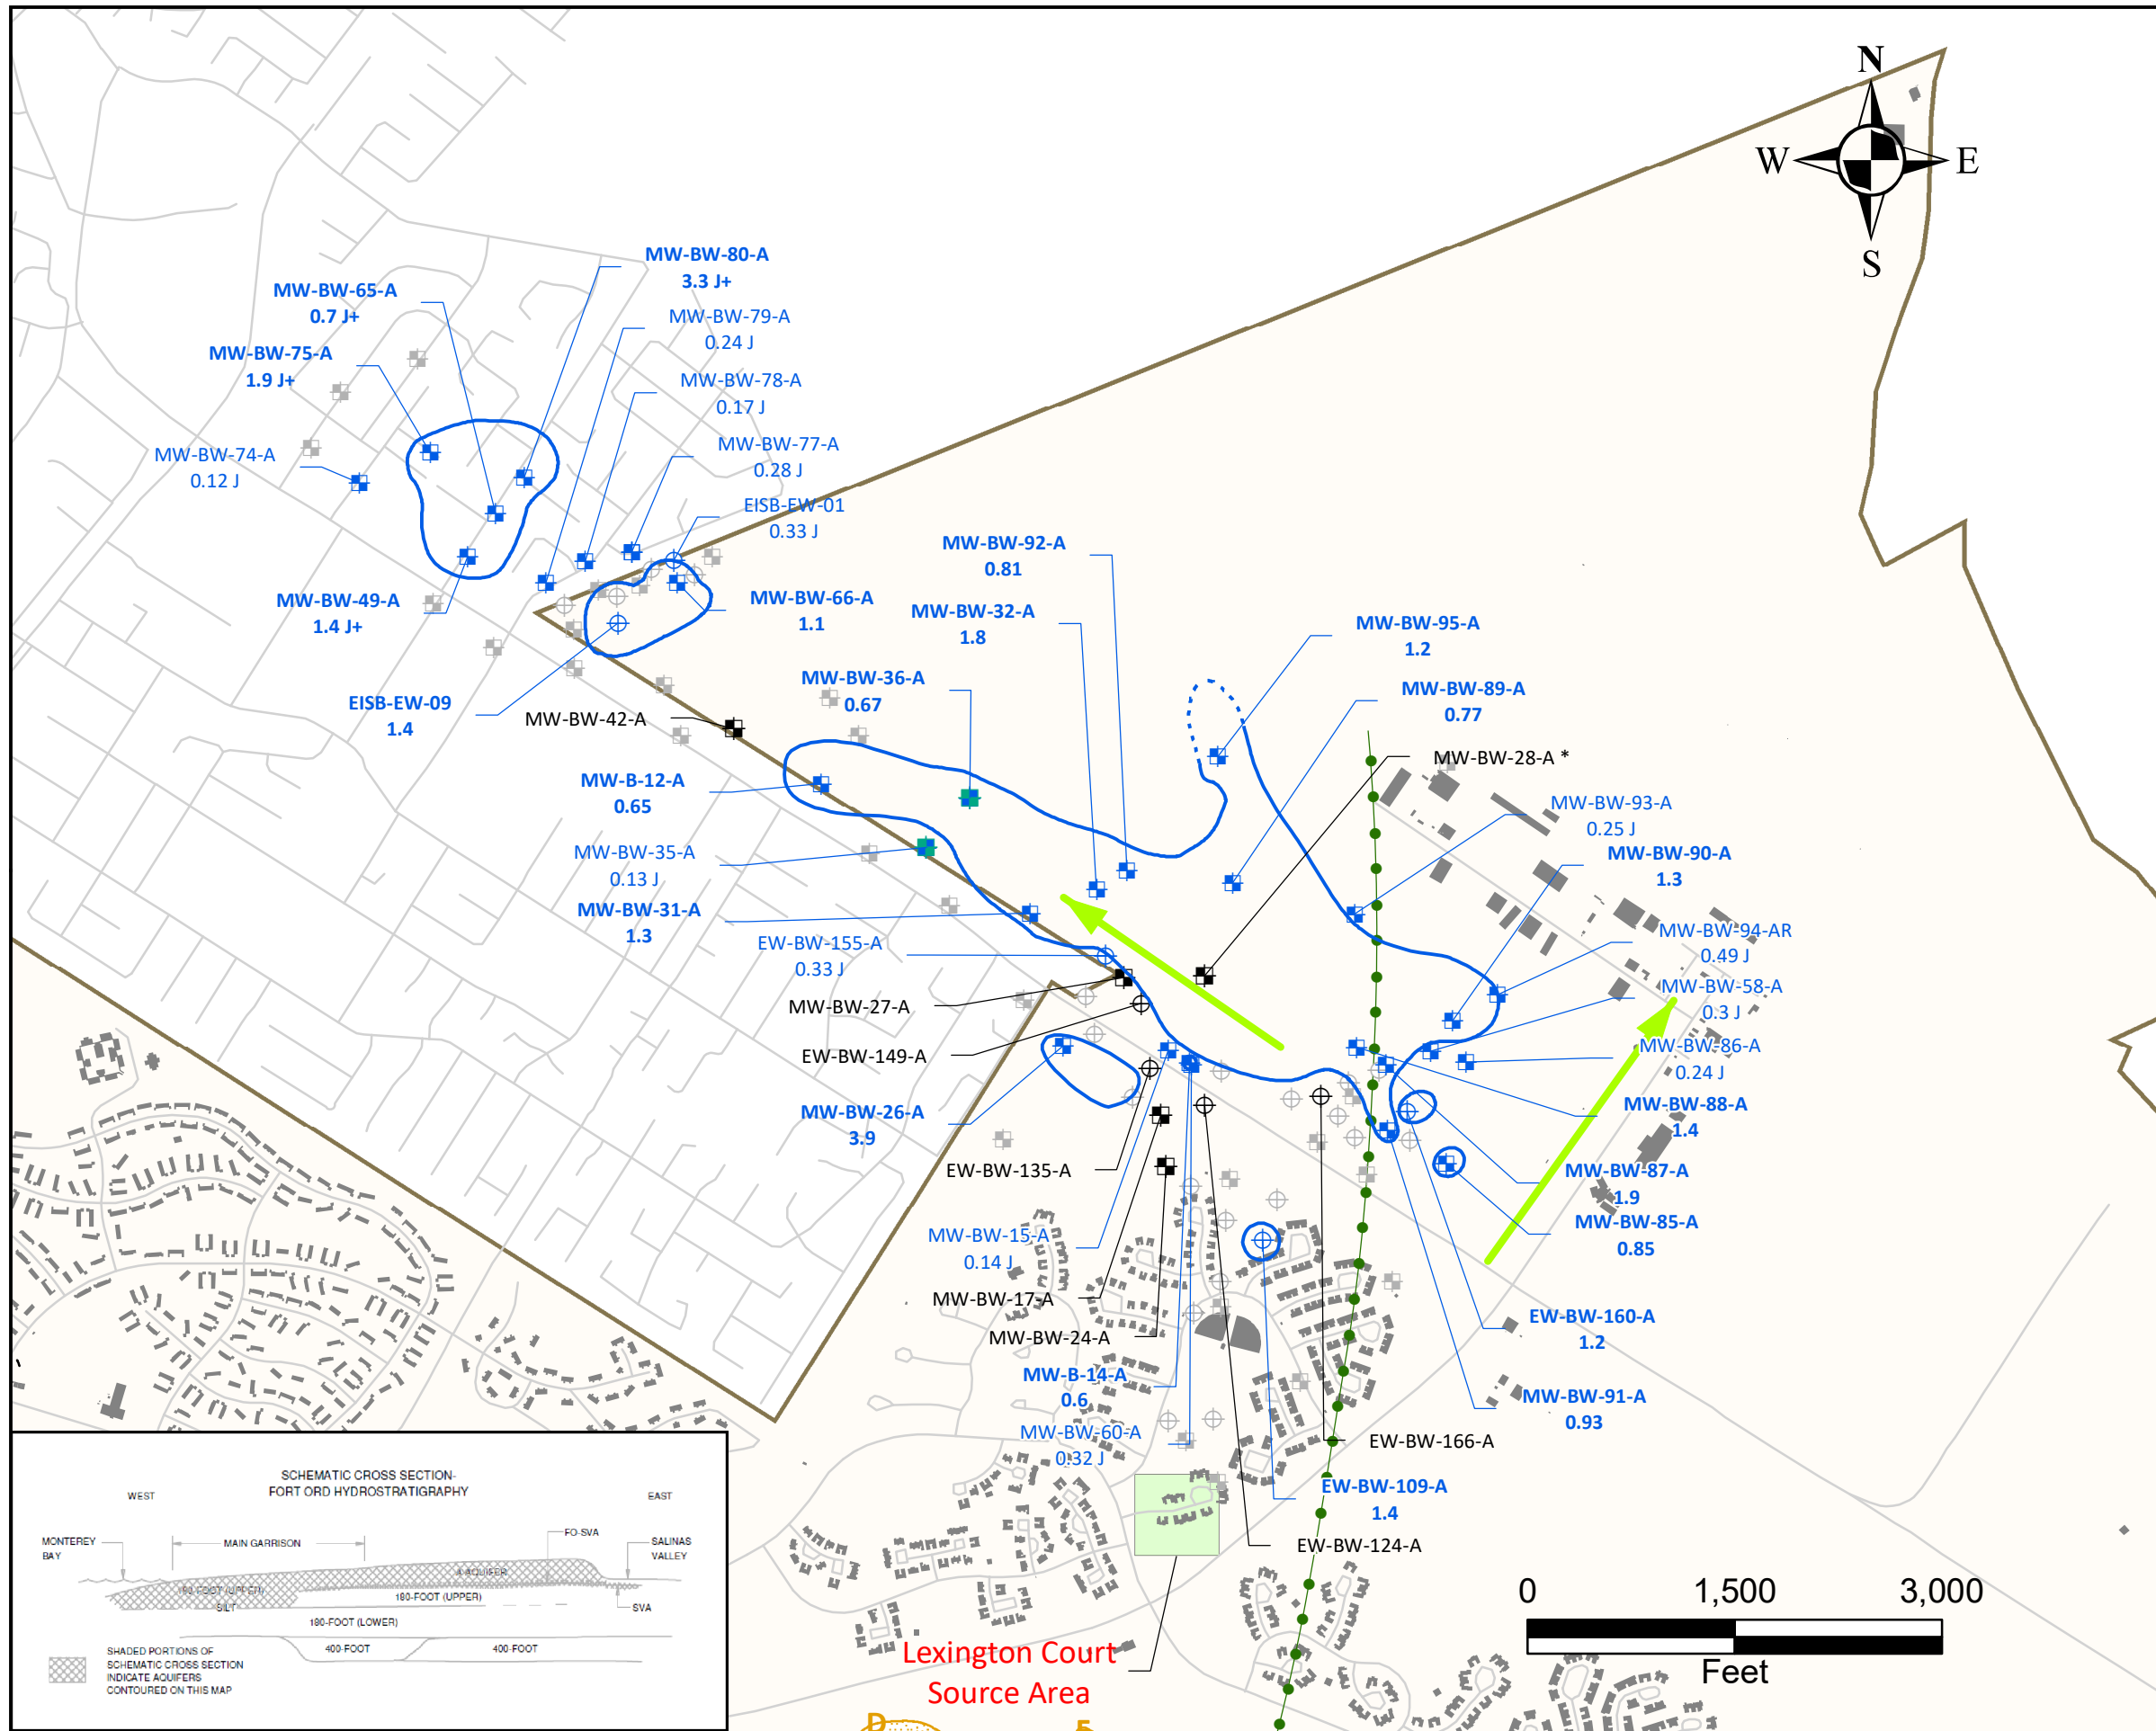 N
W
E
S
MW-BW-80-A
3.3 J+
MW-BW-65-A
0.7 J+
MW-BW-79-A
0.24 J
MW-BW-75-A
1.9 J+
MW-BW-78-A
0.17 J
MW-BW-77-A
0.28 J
MW-BW-74-A
0.12 J
EISB-EW-01
0.33 J
MW-BW-92-A
0.81
MW-BW-49-A
1.4 J+
MW-BW-66-A
1.1
MW-BW-32-A
1.8
MW-BW-95-A
1.2
MW-BW-36-A
0.67
MW-BW-89-A
0.77
EISB-EW-09
1.4
MW-BW-42-A
MW-BW-28-A *
MW-B-12-A
0.65
MW-BW-93-A
0.25 J
MW-BW-35-A
0.13 J
MW-BW-90-A
1.3
MW-BW-31-A
1.3
MW-BW-94-AR
0.49 J
EW-BW-155-A
0.33 J
MW-BW-58-A
0.3 J
MW-BW-27-A
EW-BW-149-A
MW-BW-86-A
0.24 J
MW-BW-26-A
3.9
MW-BW-88-A
1.4
EW-BW-135-A
MW-BW-87-A
1.9
MW-BW-15-A
0.14 J
MW-BW-85-A
0.85
MW-BW-17-A
MW-BW-24-A
EW-BW-160-A
1.2
MW-B-14-A
0.6
MW-BW-91-A
0.93
MW-BW-60-A
0.32 J
EW-BW-166-A
EW-BW-109-A
1.4
EW-BW-124-A
Lexington Court
Source Area
D
E
0 1,500 3,000
Feet
SCHEMATIC CROSS SECTION-
FORT ORD HYDROSTRATIGRAPHY
WEST
EAST
MONTEREY
BAY
MAIN GARRISON
FO-SVA
SALINAS
VALLEY
A-AQUIFER
180-FOOT (UPPER)
180-FOOT (UPPER)
SILT
SVA
180-FOOT (LOWER)
400-FOOT
400-FOOT
SHADED PORTIONS OF
SCHEMATIC CROSS SECTION
INDICATE AQUIFERS
CONTOURED ON THIS MAP